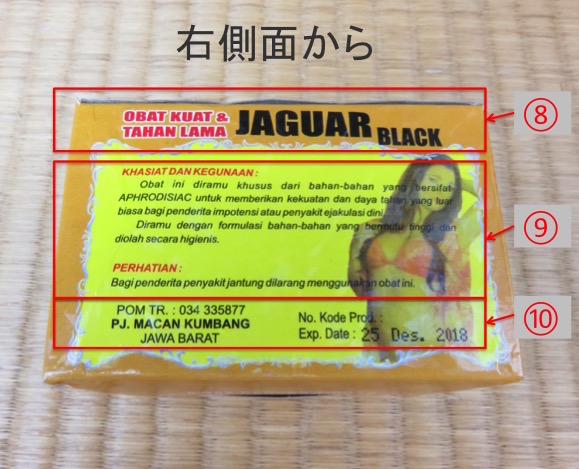 右側面から
OBAT KUAT &
TAHAN LAMA
JAGUAR BLACK
⑧
KHASIAT DAN KEGUNAAN :
Obat ini diramu khusus dari bahan-bahan yang bersifat
APHRODISIAC untuk memberikan kekuatan dan daya tahan yang luar
biasa bagi penderita impotensi atau penyakit ejakulasi dini.
Diramu dengan formulasi bahan-bahan yang bermutu tinggi dan
diolah secara higienis.
⑨
PERHATIAN :
Bagi penderita penyakit jantung dilarang menggunakan obat ini.
POM TR. : 034 335877
PJ. MACAN KUMBANG
JAWA BARAT
No. Kode Prod. :
Exp. Date : 25 Des. 2018
⑩